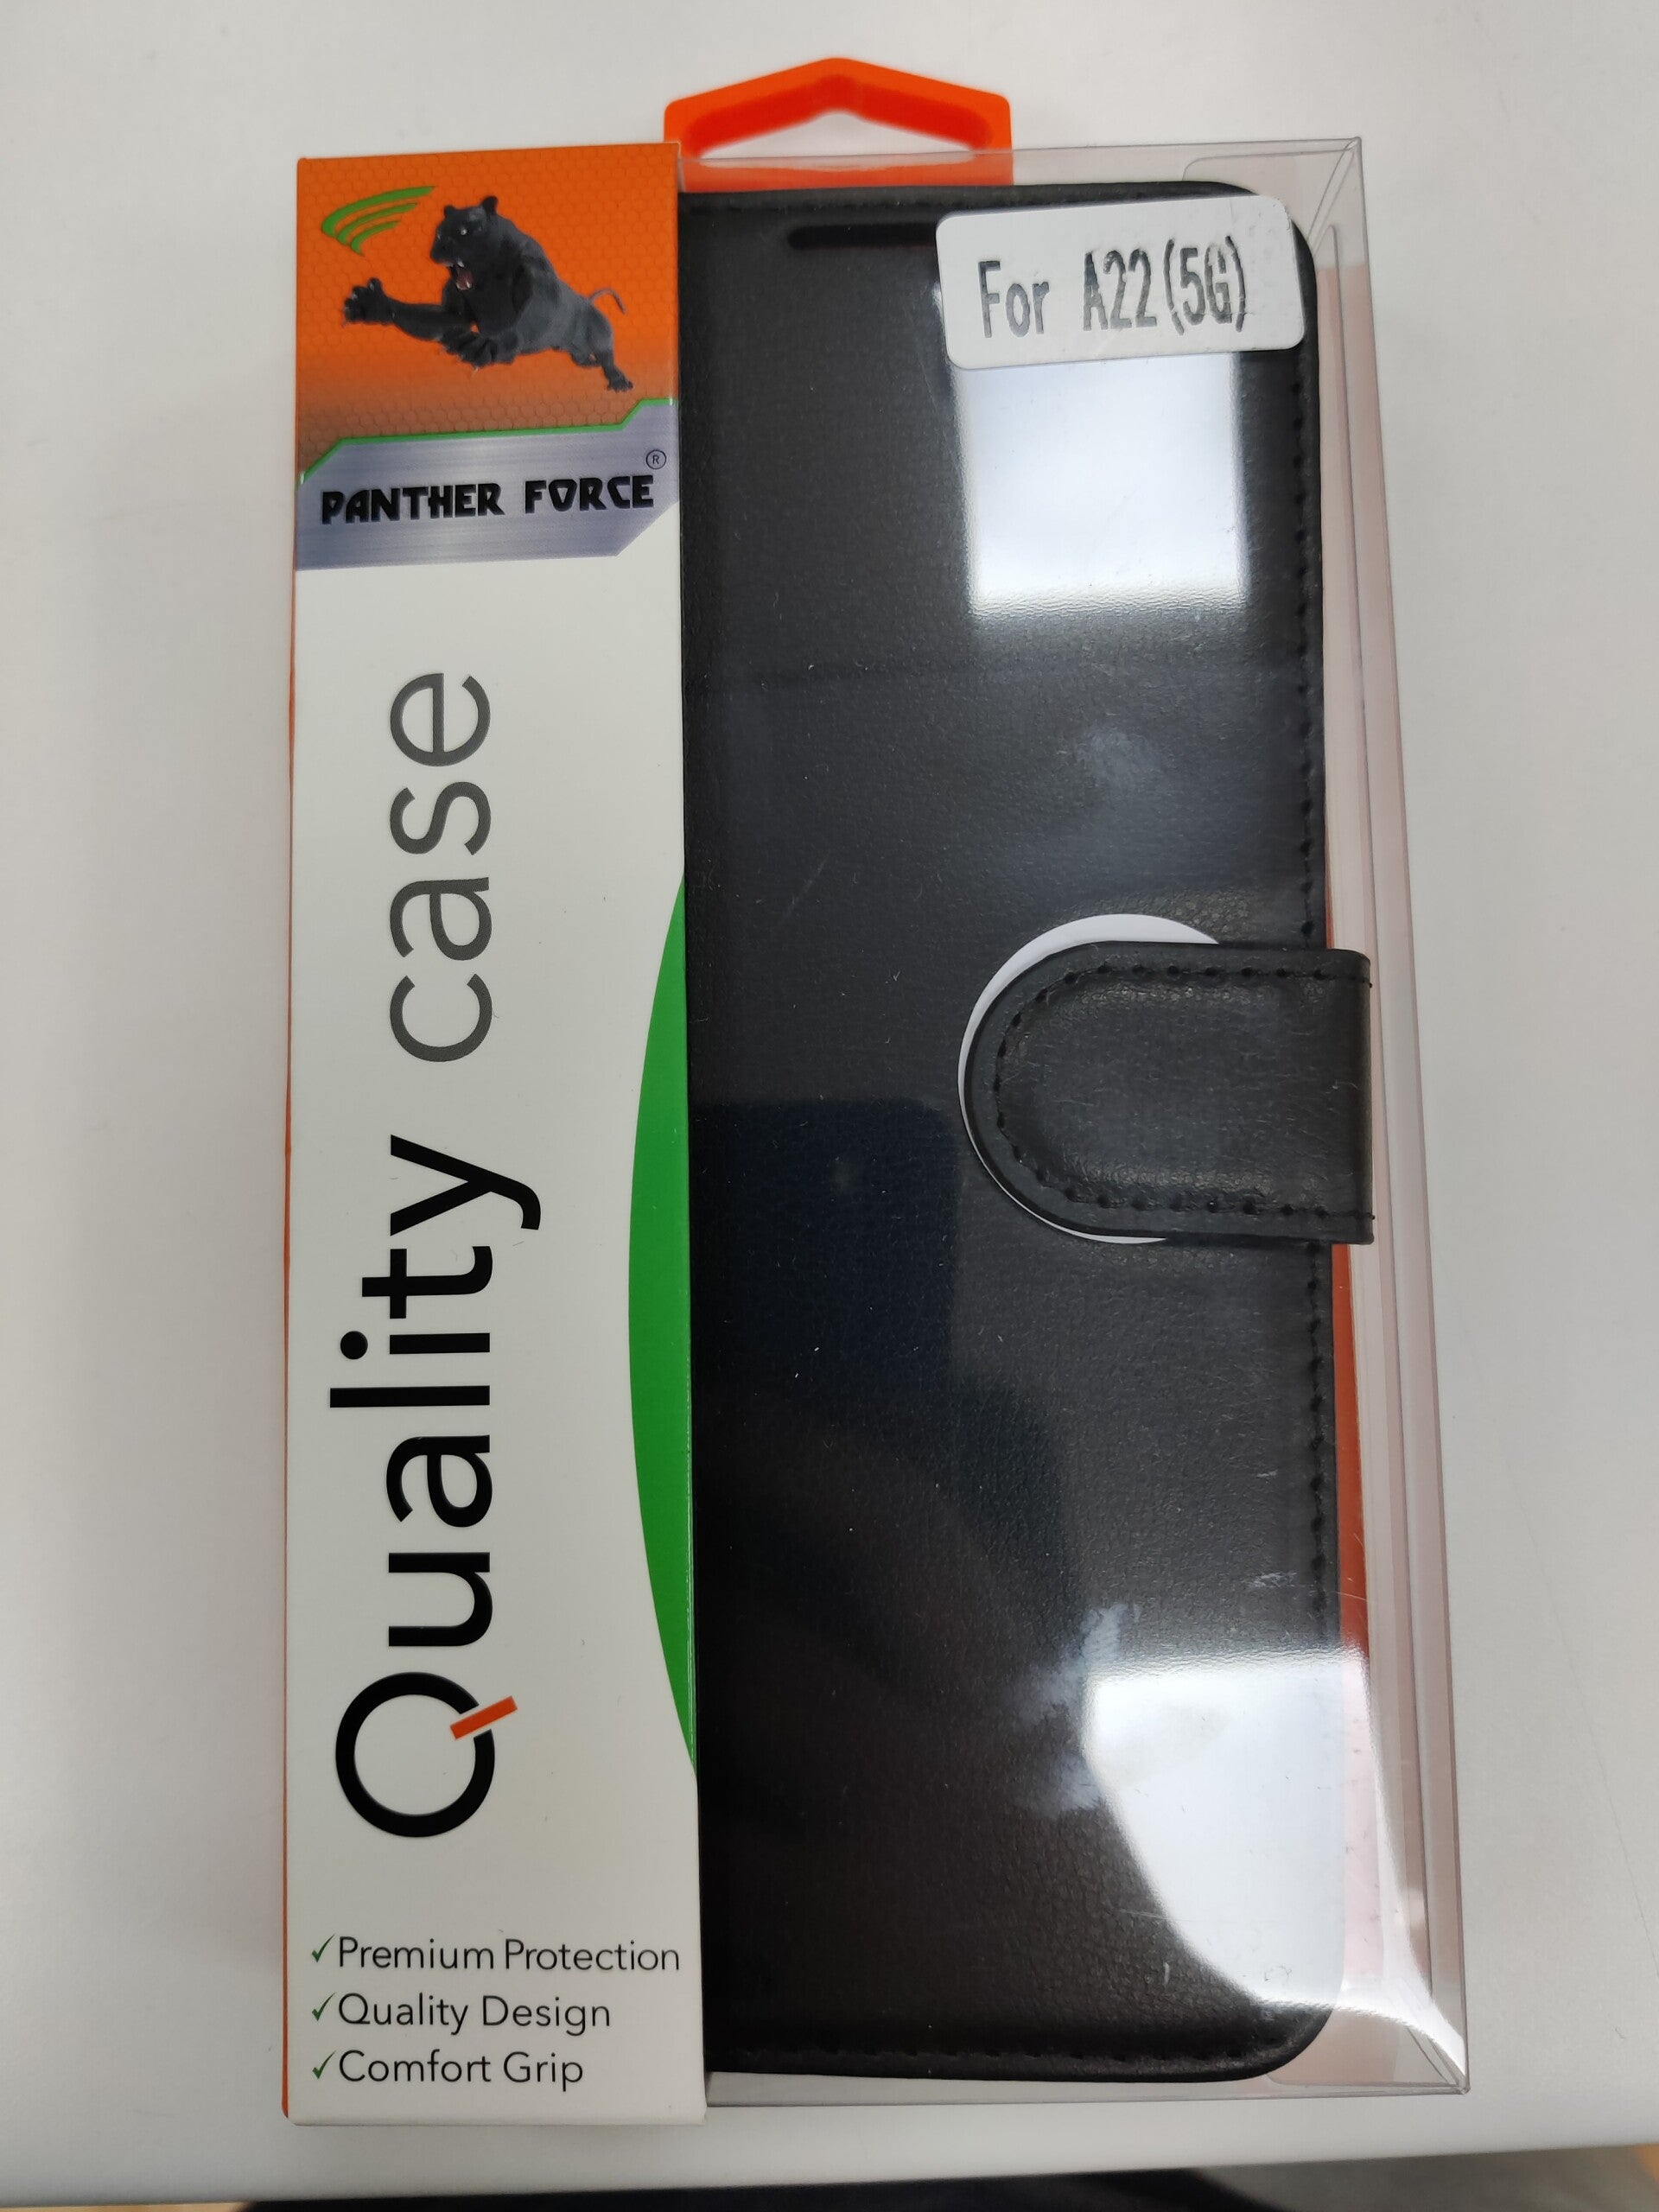 For A22(5G)
PANTHER FORCE®
Quality case
✓Premium Protection
✓Quality Design
✓Comfort Grip